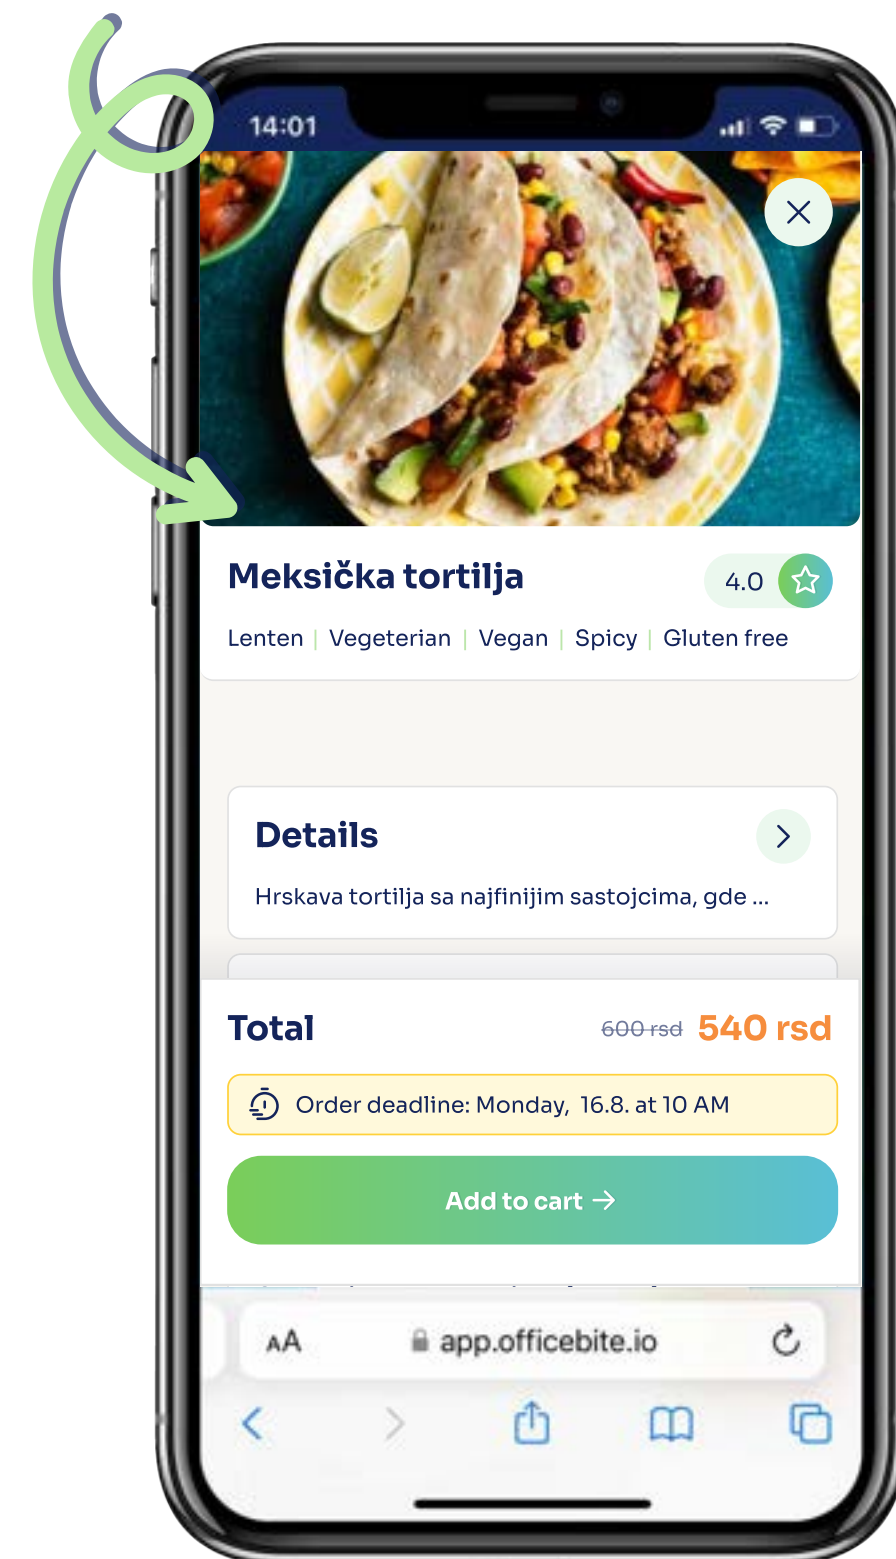 14:01
Meksička tortilja
4.0
Lenten | Vegeterian | Vegan | Spicy | Gluten free
Details
Hrskava tortilja sa najfinijim sastojcima, gde ...
Total 600 rsd 540 rsd
Order deadline: Monday, 16.8. at 10 AM
Add to cart →
AA app.officebite.io